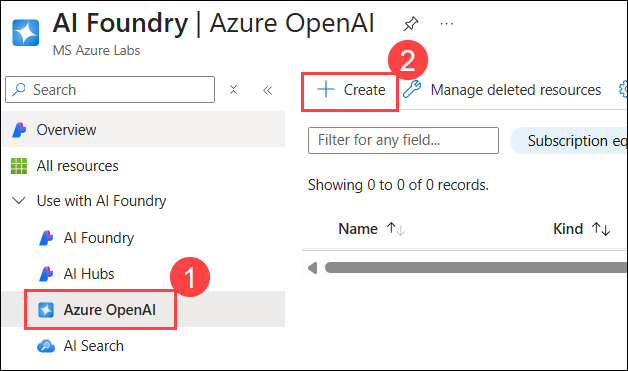 AI Foundry | Azure OpenAI
MS Azure Labs
2
Search
Create
Manage deleted resources
Overview
Filter for any field...
Subscription eq
All resources
Showing 0 to 0 of 0 records.
Use with AI Foundry
Name
Kind
AI Foundry
AI Hubs
1
Azure OpenAI
AI Search